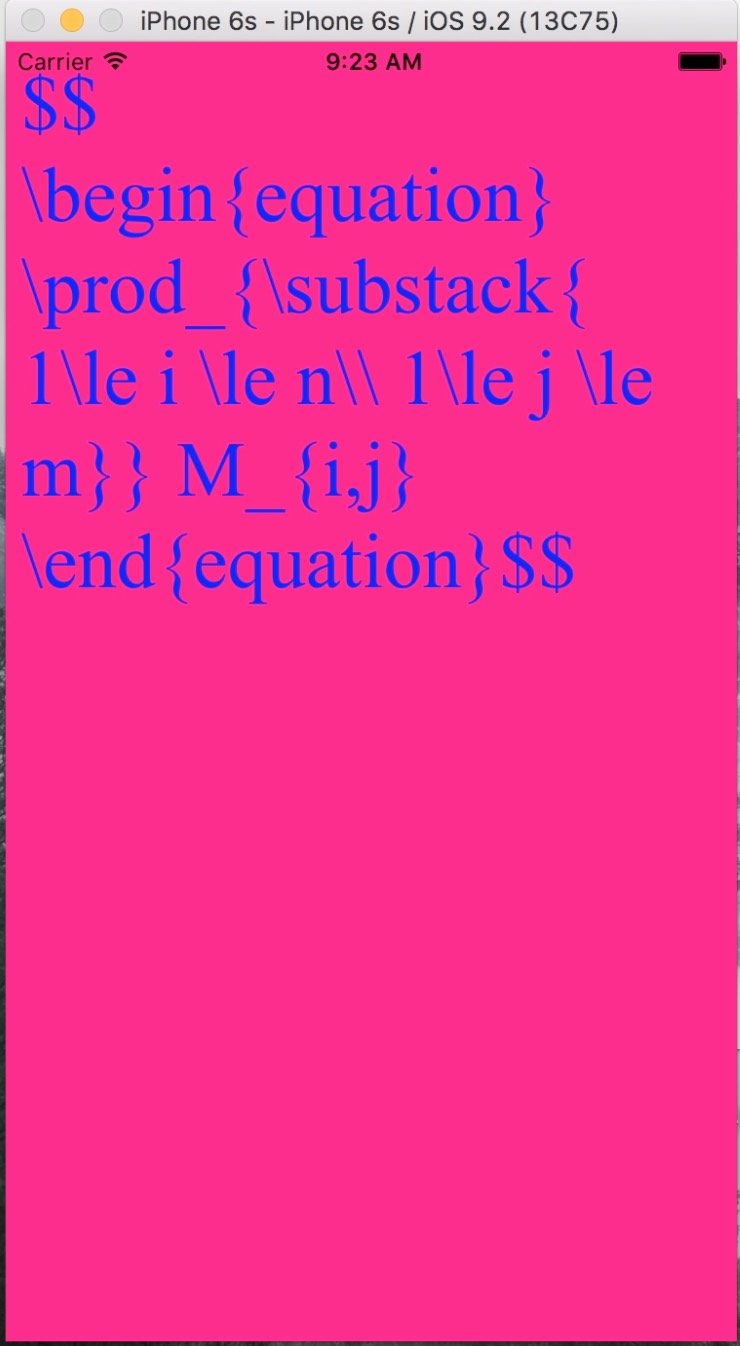 iPhone 6s - iPhone 6s / iOS 9.2 (13C75)
Carrier 9:23 AM
$$
\begin{equation}
\prod_{\substack{
1\le i \le n\\ 1\le j \le
m}} M_{i,j}
\end{equation}$$